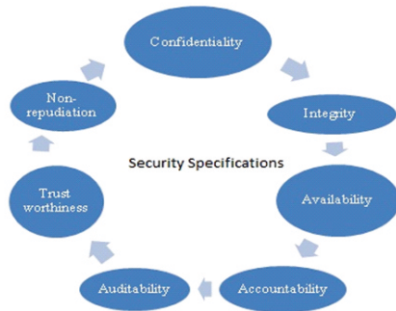 Confidentiality
Integrity
Availability
Accountability
Auditability
Trust
worthiness
Non-
repudiation
Security Specifications